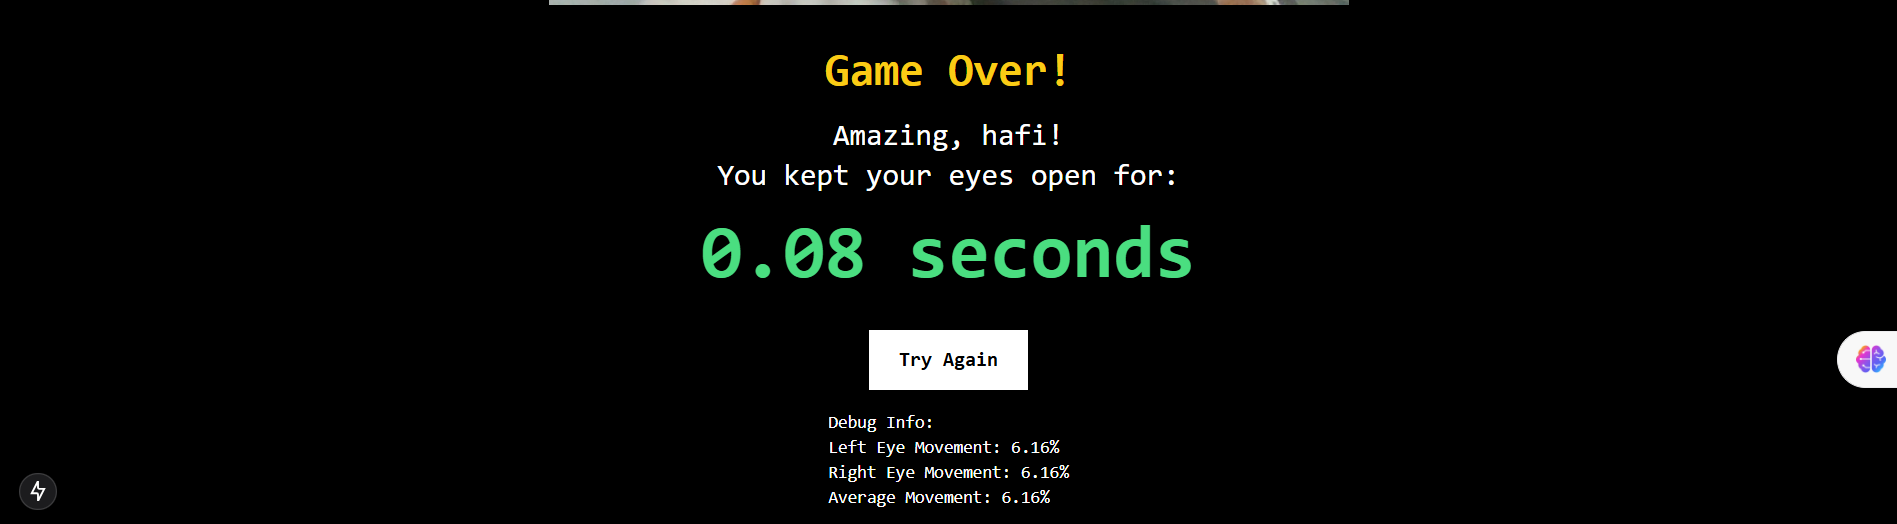 Game Over!
Amazing, hafi!
You kept your eyes open for:
0.08 seconds
Try Again
Debug Info:
Left Eye Movement: 6.16%
Right Eye Movement: 6.16%
Average Movement: 6.16%